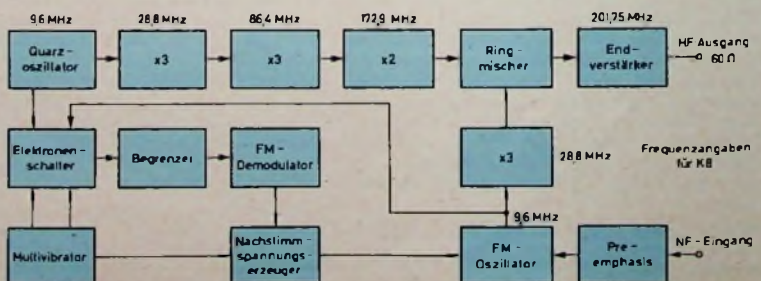 9,6 MHz
28,8 MHz
86,4 MHz
172,9 MHz
201,75 MHz
Quarz-
oszillator
x3
x3
x2
Ring-
mischer
End-
verstärker
HF Ausgang
60 Ω
Elektronen-
schalter
Begrenzer
FM-
Demodulator
x3
28,8 MHz
Frequenzangaben
für K8
9,6 MHz
Multivibrator
Nachstimm-
spannungs-
erzeuger
FM-
Oszillator
Pre-
emphasis
NF-Eingang